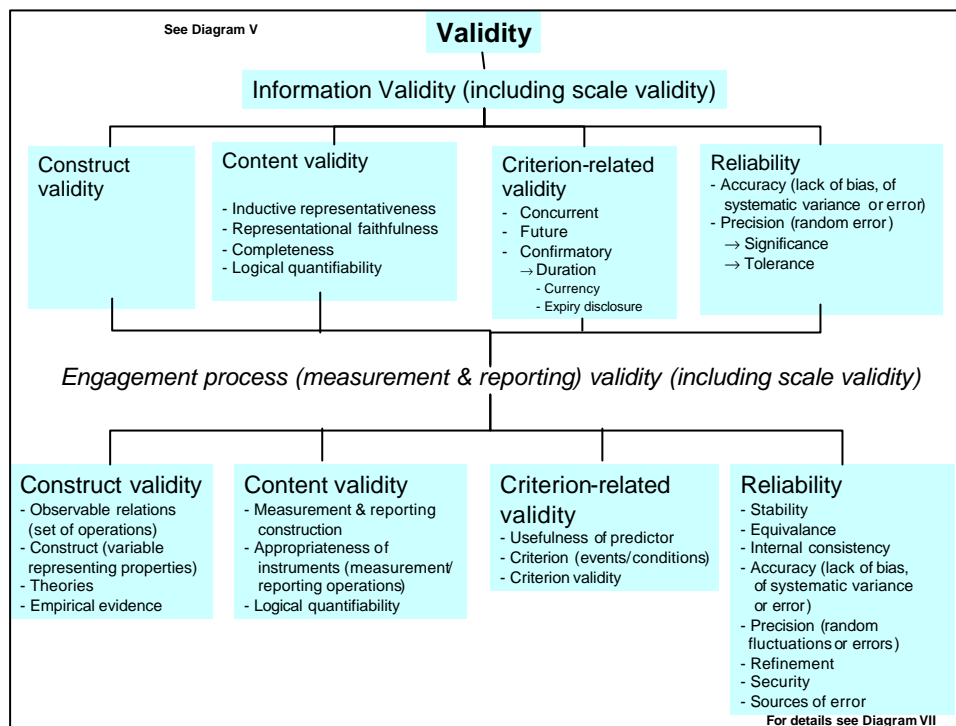 See Diagram V
Validity
Information Validity (including scale validity)
Construct
validity
Content validity
- Inductive representativeness
- Representational faithfulness
- Completeness
- Logical quantifiability
Criterion-related
validity
- Concurrent
- Future
- Confirmatory
→ Duration
- Currency
- Expiry disclosure
Reliability
- Accuracy (lack of bias, of
systematic variance or error)
- Precision (random error)
→ Significance
→ Tolerance
Engagement process (measurement & reporting) validity (including scale validity)
Construct validity
- Observable relations
(set of operations)
- Construct (variable
representing properties)
- Theories
- Empirical evidence
Content validity
- Measurement & reporting
construction
- Appropriateness of
instruments (measurement/
reporting operations)
- Logical quantifiability
Criterion-related
validity
- Usefulness of predictor
- Criterion (events/conditions)
- Criterion validity
Reliability
- Stability
- Equivalance
- Internal consistency
- Accuracy (lack of bias,
of systematic variance
or error)
- Precision (random
fluctuations or errors)
- Refinement
- Security
- Sources of error
For details see Diagram VII